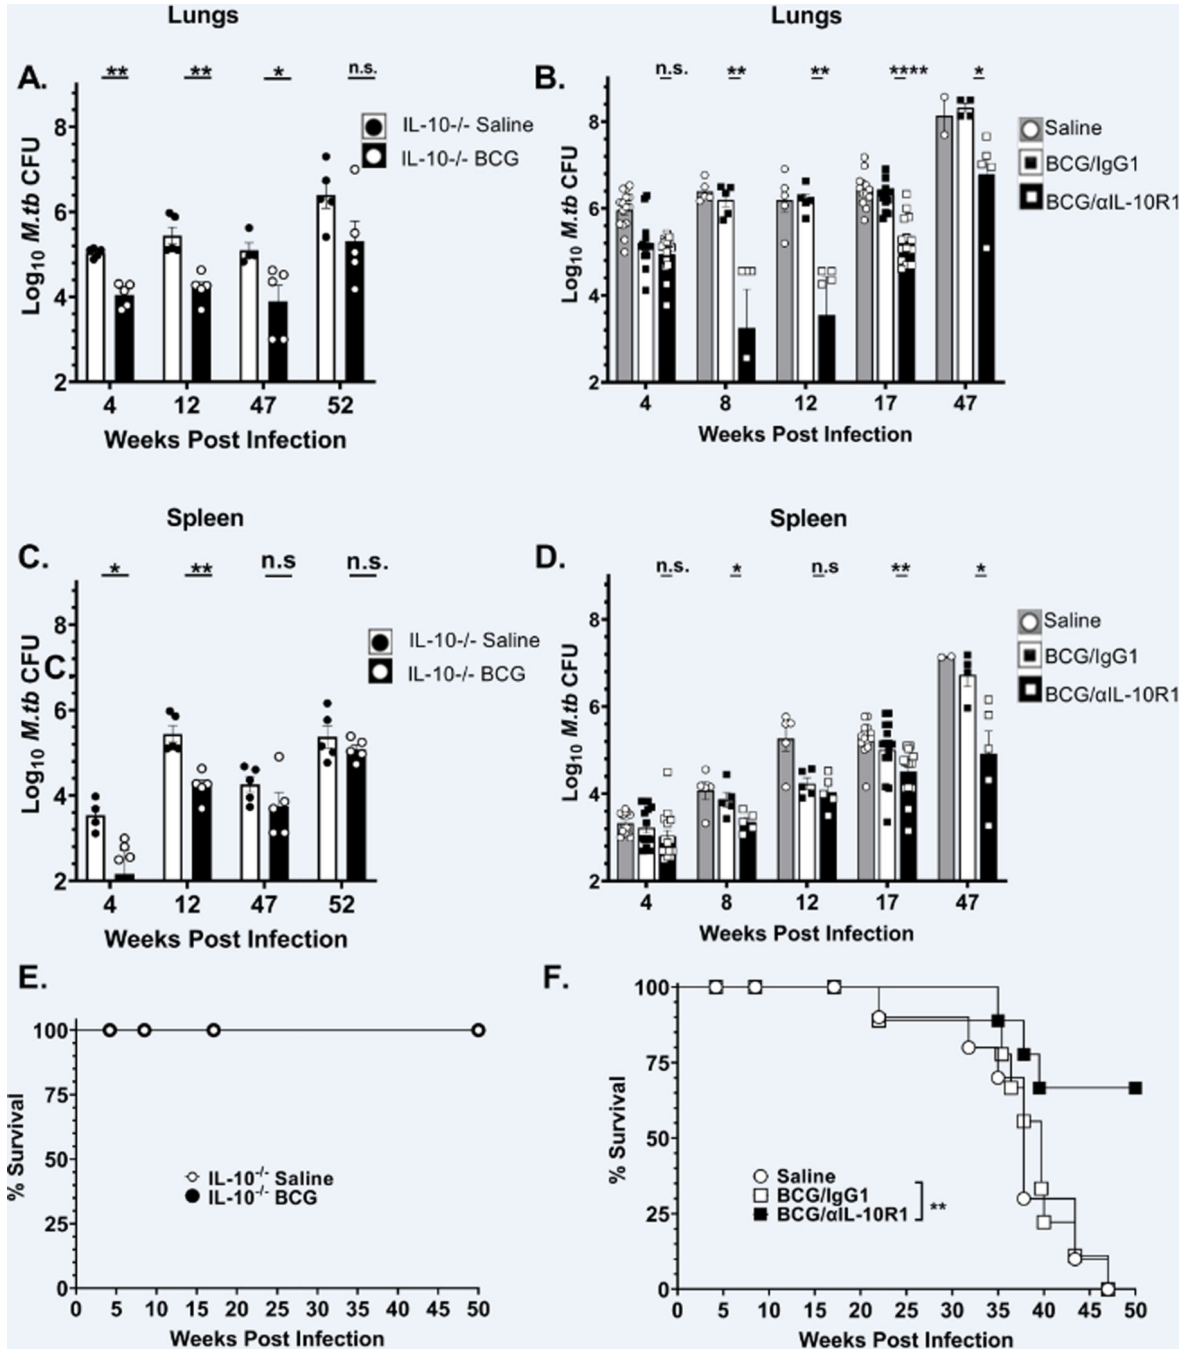 Lungs
A.
** ** * n.s.
Log10 M.tb CFU
8
6
4
2
4 12 47 52
Weeks Post Infection
IL-10-/- Saline
IL-10-/- BCG
Lungs
B.
n.s. ** ** **** *
Log10 M.tb CFU
8
6
4
2
4 8 12 17 47
Weeks Post Infection
Saline
BCG/IgG1
BCG/αIL-10R1
Spleen
C.
* ** n.s n.s.
Log10 M.tb CFU
C
8
6
4
2
4 12 47 52
Weeks Post Infection
IL-10-/- Saline
IL-10-/- BCG
Spleen
D.
n.s. * n.s ** *
Log10 M.tb CFU
8
6
4
2
4 8 12 17 47
Weeks Post Infection
Saline
BCG/IgG1
BCG/αIL-10R1
E.
% Survival
100
75
50
25
0
0 5 10 15 20 25 30 35 40 45 50
Weeks Post Infection
IL-10-/- Saline
IL-10-/- BCG
F.
% Survival
100
75
50
25
0
0 5 10 15 20 25 30 35 40 45 50
Weeks Post Infection
Saline
BCG/IgG1
BCG/αIL-10R1
**